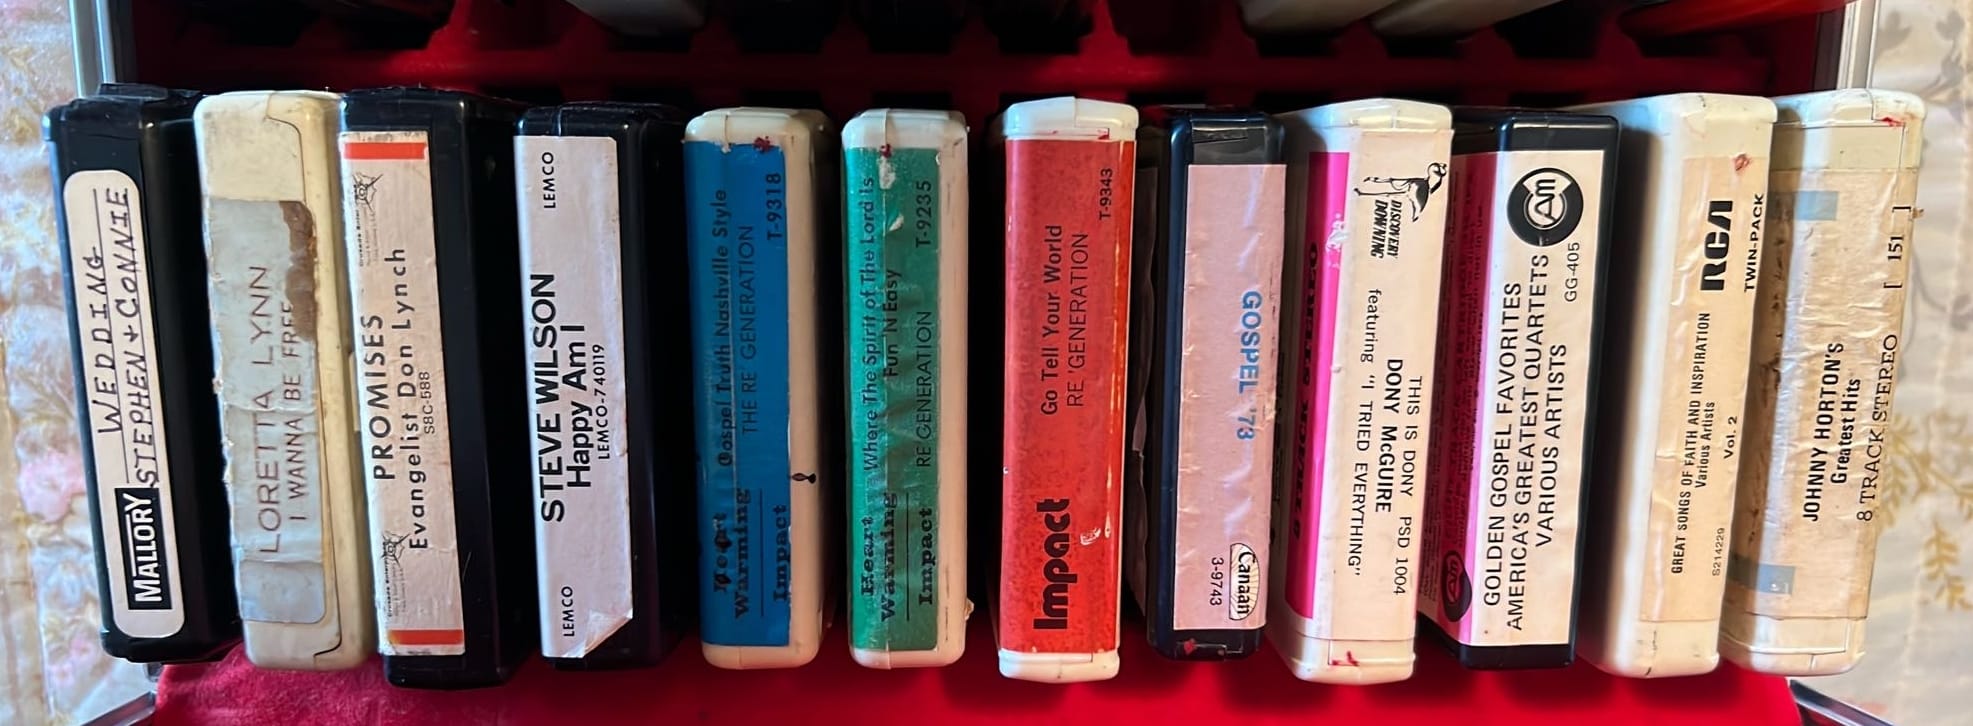 WEDDING
STEPHEN + CONNIE
MALLORY
LORETTA LYNN
I WANNA BE FREE
PROMISES
Evangelist Don Lynch
S8C-588
LEMCO
STEVE WILSON
Happy Am I
LEMCO-740119
LEMCO
Gospel Truth Nashville Style
THE RE GENERATION
T-9318
Heart
Warming
Impact
Where The Spirit of The Lord Is
Fun 'N Easy
RE GENERATION
T-9235
Heart
Warming
Impact
Go Tell Your World
RE'GENERATION
T-9343
Impact
GOSPEL '73
Canaan
3-9743
8 TRACK STEREO
DISCOVERY
DOWNING
THIS IS DONY PSD 1004
DONY McGUIRE
featuring "I TRIED EVERYTHING"
Am
GOLDEN GOSPEL FAVORITES
AMERICA'S GREATEST QUARTETS
VARIOUS ARTISTS
GG-405
RCA
TWIN-PACK
GREAT SONGS OF FAITH AND INSPIRATION
Various Artists
Vol. 2
S214229
JOHNNY HORTON'S
Greatest Hits
8 TRACK STEREO [ 151 ]